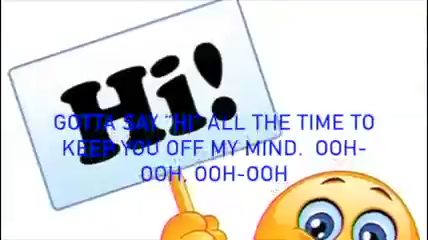 Hi!
GOTTA SAY "HI" ALL THE TIME TO
KEEP YOU OFF MY MIND. OOH-
OOH, OOH-OOH